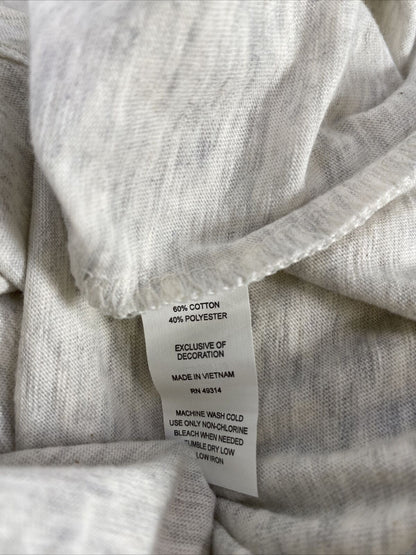 60% COTTON
40% POLYESTER
EXCLUSIVE OF
DECORATION
MADE IN VIETNAM
RN 49314
MACHINE WASH COLD
USE ONLY NON-CHLORINE
BLEACH WHEN NEEDED
TUMBLE DRY LOW
LOW IRON